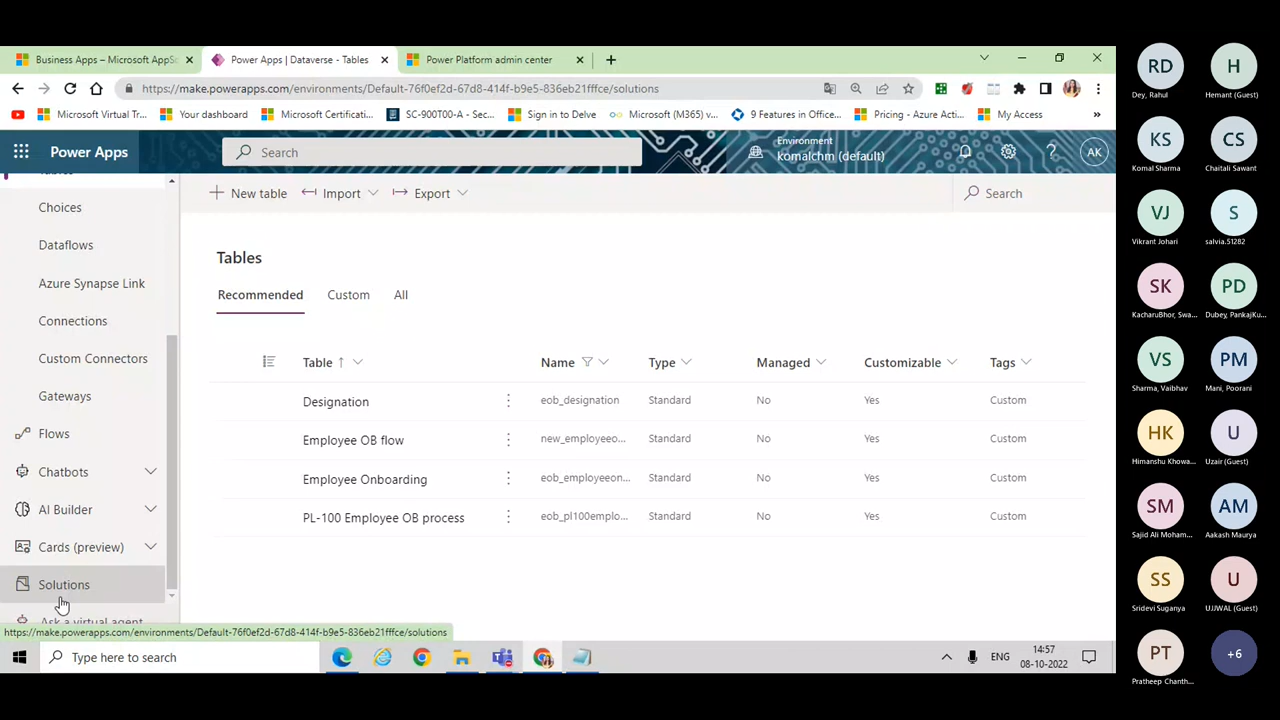 Business Apps – Microsoft AppSo
Power Apps | Dataverse - Tables
Power Platform admin center
https://make.powerapps.com/environments/Default-76f0ef2d-67d8-414f-b9e5-836eb21fffce/solutions
Microsoft Virtual Tr...
Your dashboard
Microsoft Certificati...
SC-900T00-A - Sec...
Sign in to Delve
Microsoft (M365) v...
9 Features in Office...
Pricing - Azure Acti...
My Access
»
Power Apps
Search
Environment
komalchm (default)
?
AK
Choices
Dataflows
Azure Synapse Link
Connections
Custom Connectors
Gateways
Flows
Chatbots
AI Builder
Cards (preview)
Solutions
Ask a virtual agent
New table
Import
Export
Search
Tables
Recommended
Custom
All
Table ↑
Name
Type
Managed
Customizable
Tags
Designation
eob_designation
Standard
No
Yes
Custom
Employee OB flow
new_employeeo...
Standard
No
Yes
Custom
Employee Onboarding
eob_employeeon...
Standard
No
Yes
Custom
PL-100 Employee OB process
eob_pl100emplo...
Standard
No
Yes
Custom
https://make.powerapps.com/environments/Default-76f0ef2d-67d8-414f-b9e5-836eb21fffce/solutions
Type here to search
ENG
14:57
08-10-2022
RD
Dey, Rahul
H
Hemant (Guest)
KS
Komal Sharma
CS
Chaitali Sawant
VJ
Vikrant Johari
S
salvia.51282
SK
KacharuBhor, Swa...
PD
Dubey, PankajKu...
VS
Sharma, Vaibhav
PM
Mani, Poorani
HK
Himanshu Khowa...
U
Uzair (Guest)
SM
Sajid Ali Moham...
AM
Aakash Maurya
SS
Sridevi Suganya
U
UJJWAL (Guest)
PT
Pratheep Chanth...
+6